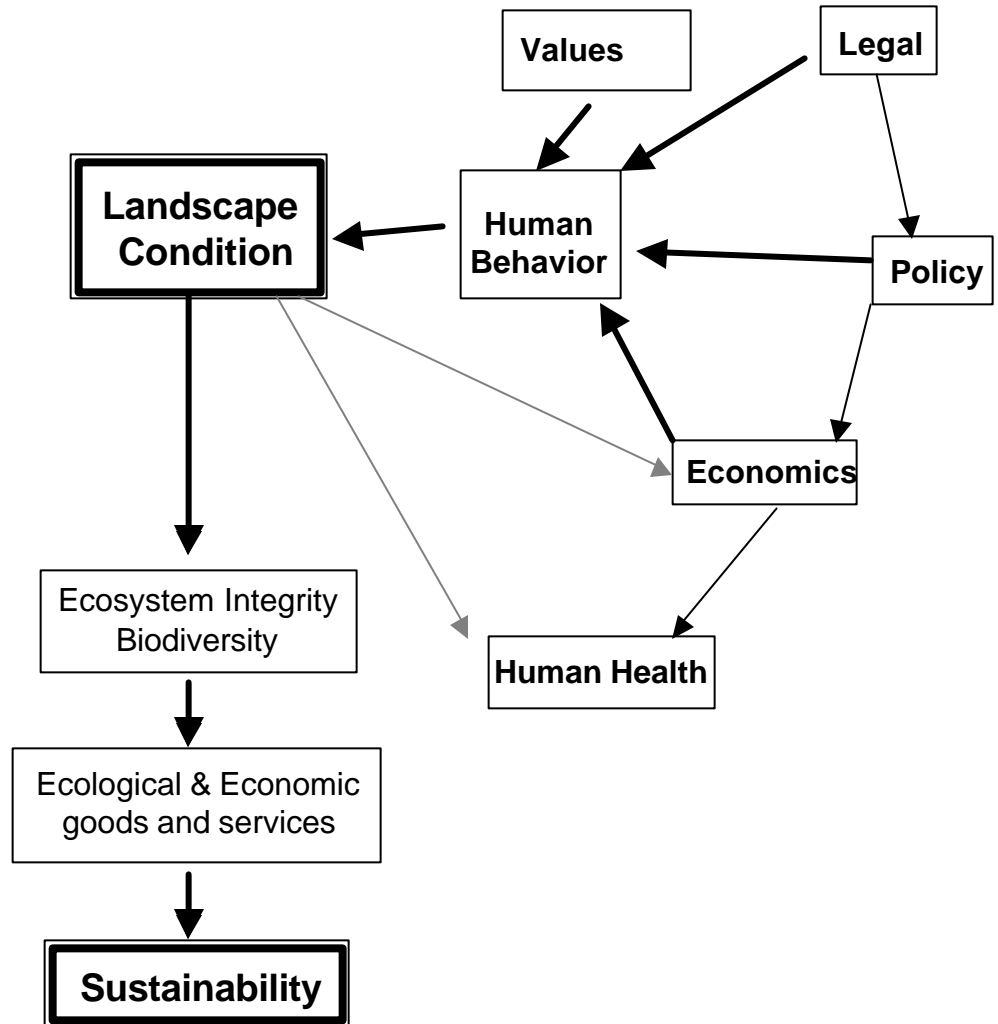 Values
Legal
Landscape
Condition
Human
Behavior
Policy
Economics
Ecosystem Integrity
Biodiversity
Human Health
Ecological & Economic
goods and services
Sustainability